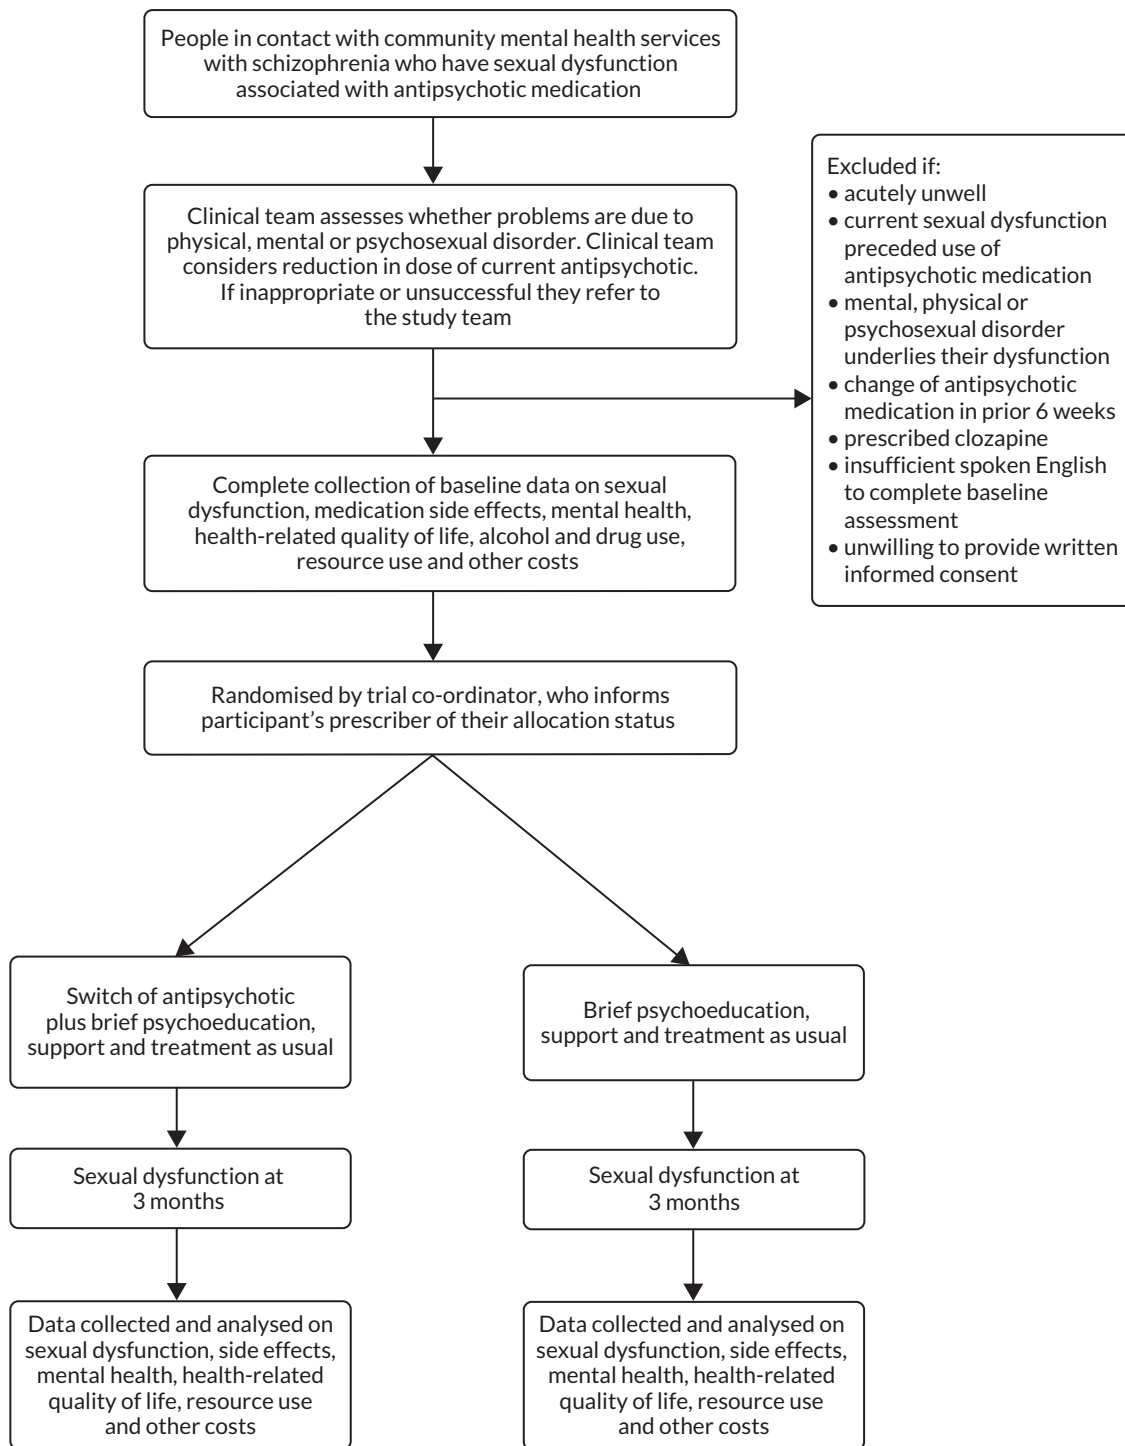 People in contact with community mental health services
with schizophrenia who have sexual dysfunction
associated with antipsychotic medication
Clinical team assesses whether problems are due to
physical, mental or psychosexual disorder. Clinical team
considers reduction in dose of current antipsychotic.
If inappropriate or unsuccessful they refer to
the study team
Excluded if:
• acutely unwell
• current sexual dysfunction
preceded use of
antipsychotic medication
• mental, physical or
psychosexual disorder
underlies their dysfunction
• change of antipsychotic
medication in prior 6 weeks
• prescribed clozapine
• insufficient spoken English
to complete baseline
assessment
• unwilling to provide written
informed consent
Complete collection of baseline data on sexual
dysfunction, medication side effects, mental health,
health-related quality of life, alcohol and drug use,
resource use and other costs
Randomised by trial co-ordinator, who informs
participant’s prescriber of their allocation status
Switch of antipsychotic
plus brief psychoeducation,
support and treatment as usual
Brief psychoeducation,
support and treatment as usual
Sexual dysfunction at
3 months
Sexual dysfunction at
3 months
Data collected and analysed on
sexual dysfunction, side effects,
mental health, health-related
quality of life, resource use
and other costs
Data collected and analysed on
sexual dysfunction, side effects,
mental health, health-related
quality of life, resource use
and other costs